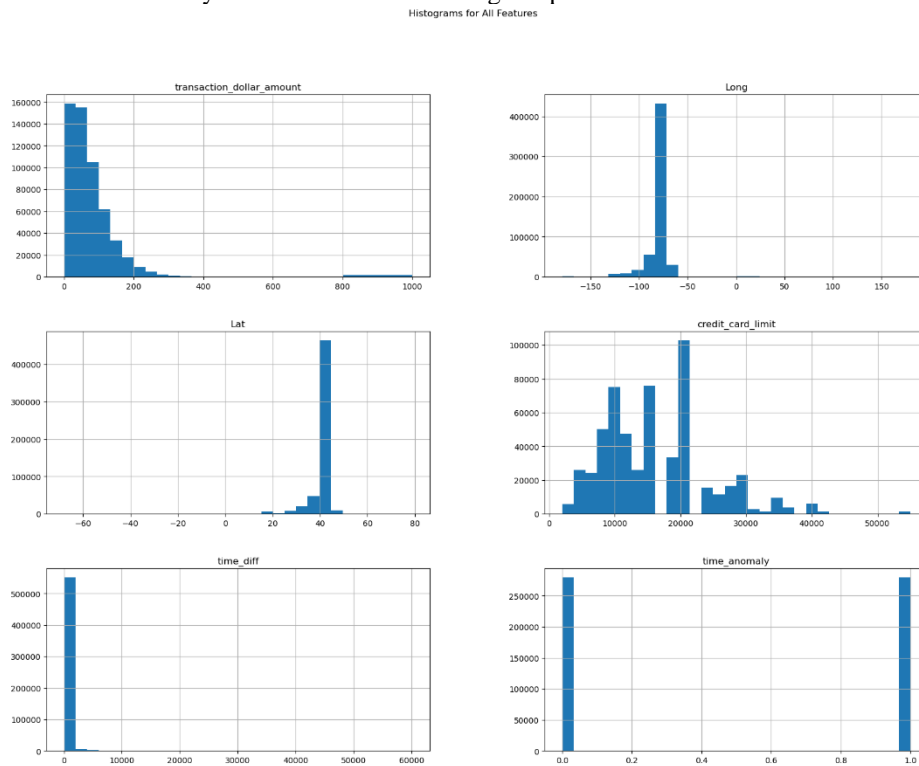 Histograms for All Features
transaction_dollar_amount
160000
140000
120000
100000
80000
60000
40000
20000
0
0 200 400 600 800 1000
Long
400000
300000
200000
100000
0
−150 −100 −50 0 50 100 150
Lat
400000
300000
200000
100000
0
−60 −40 −20 0 20 40 60 80
credit_card_limit
100000
80000
60000
40000
20000
0
0 10000 20000 30000 40000 50000
time_diff
500000
400000
300000
200000
100000
0
0 10000 20000 30000 40000 50000 60000
time_anomaly
250000
200000
150000
100000
50000
0
0.0 0.2 0.4 0.6 0.8 1.0